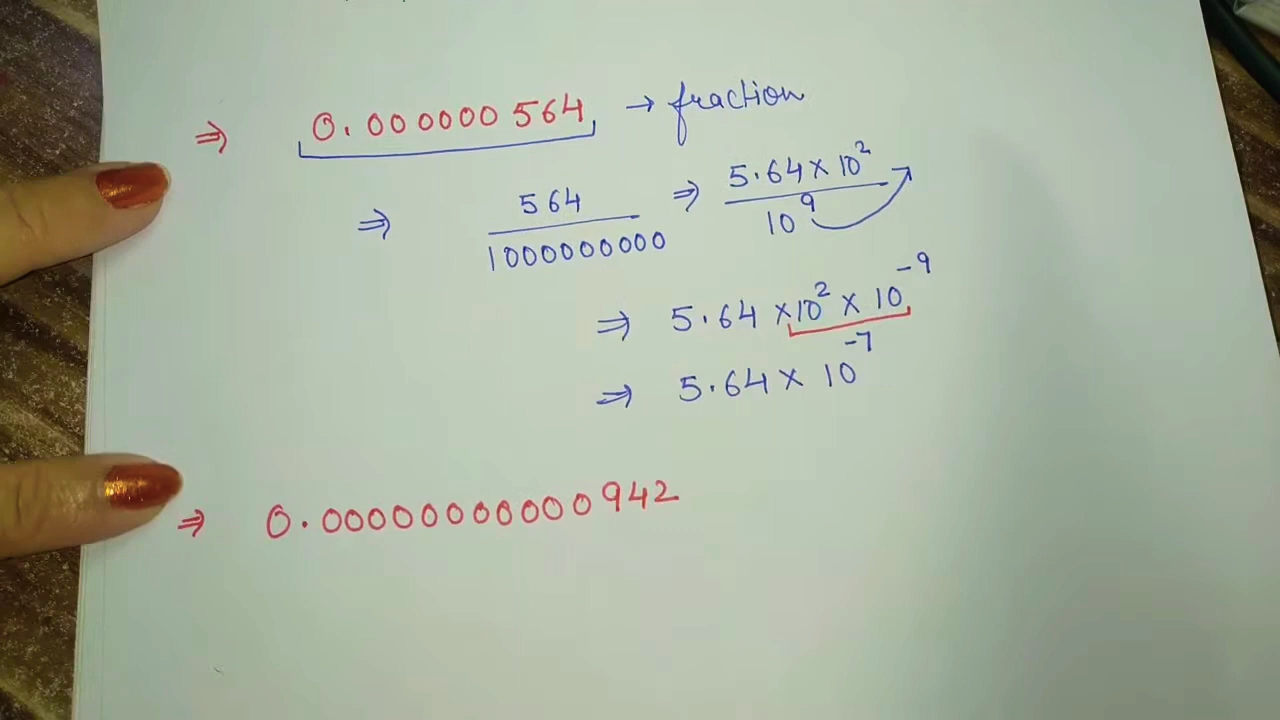 ⇒ 0.000000564 → fraction
⇒ 564/1000000000 ⇒ 5.64 × 10² / 10⁹
⇒ 5.64 × 10² × 10⁻⁹
⇒ 5.64 × 10⁻⁷
⇒ 0.00000000000942